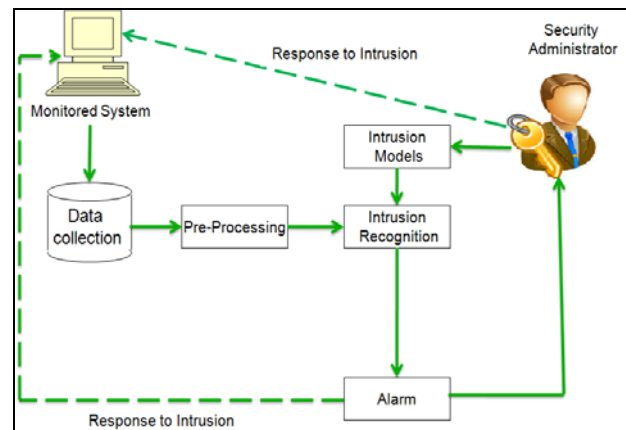 Security
Administrator
Response to Intrusion
Monitored System
Intrusion
Models
Data
collection
Pre-Processing
Intrusion
Recognition
Alarm
Response to Intrusion